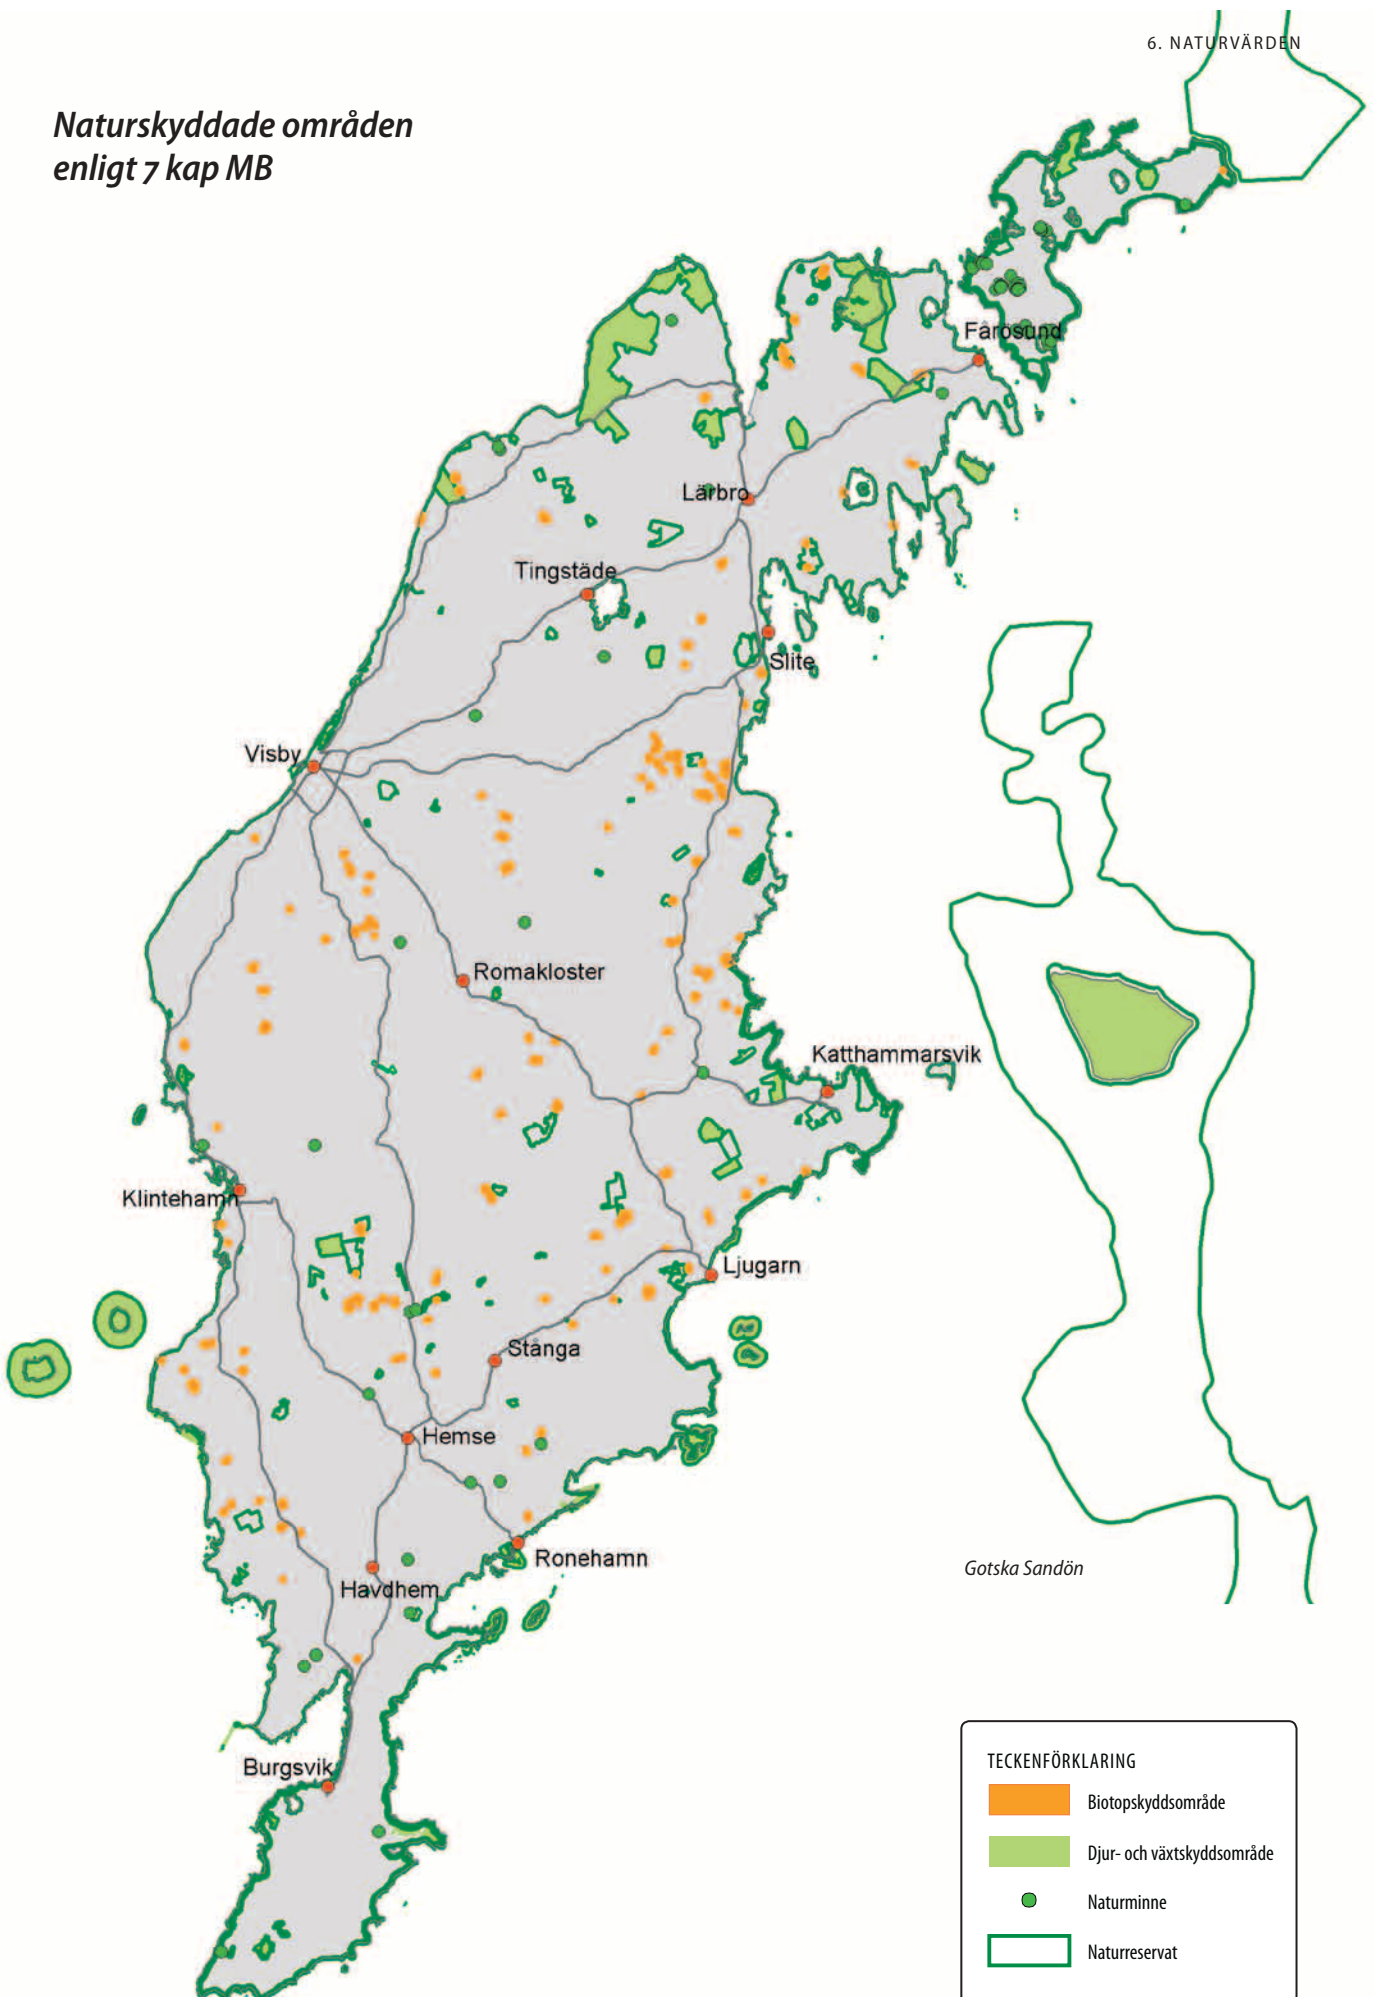 6. NATURVÄRDEN
Naturskyddade områden
enligt 7 kap MB
Fårösund
Lärbro
Tingstäde
Slite
Visby
Romakloster
Katthammarsvik
Klintehamn
Ljugarn
Stånga
Hemse
Ronehamn
Havdhem
Gotska Sandön
Burgsvik
TECKENFÖRKLARING
Biotopskyddsområde
Djur- och växtskyddsområde
Naturminne
Naturreservat